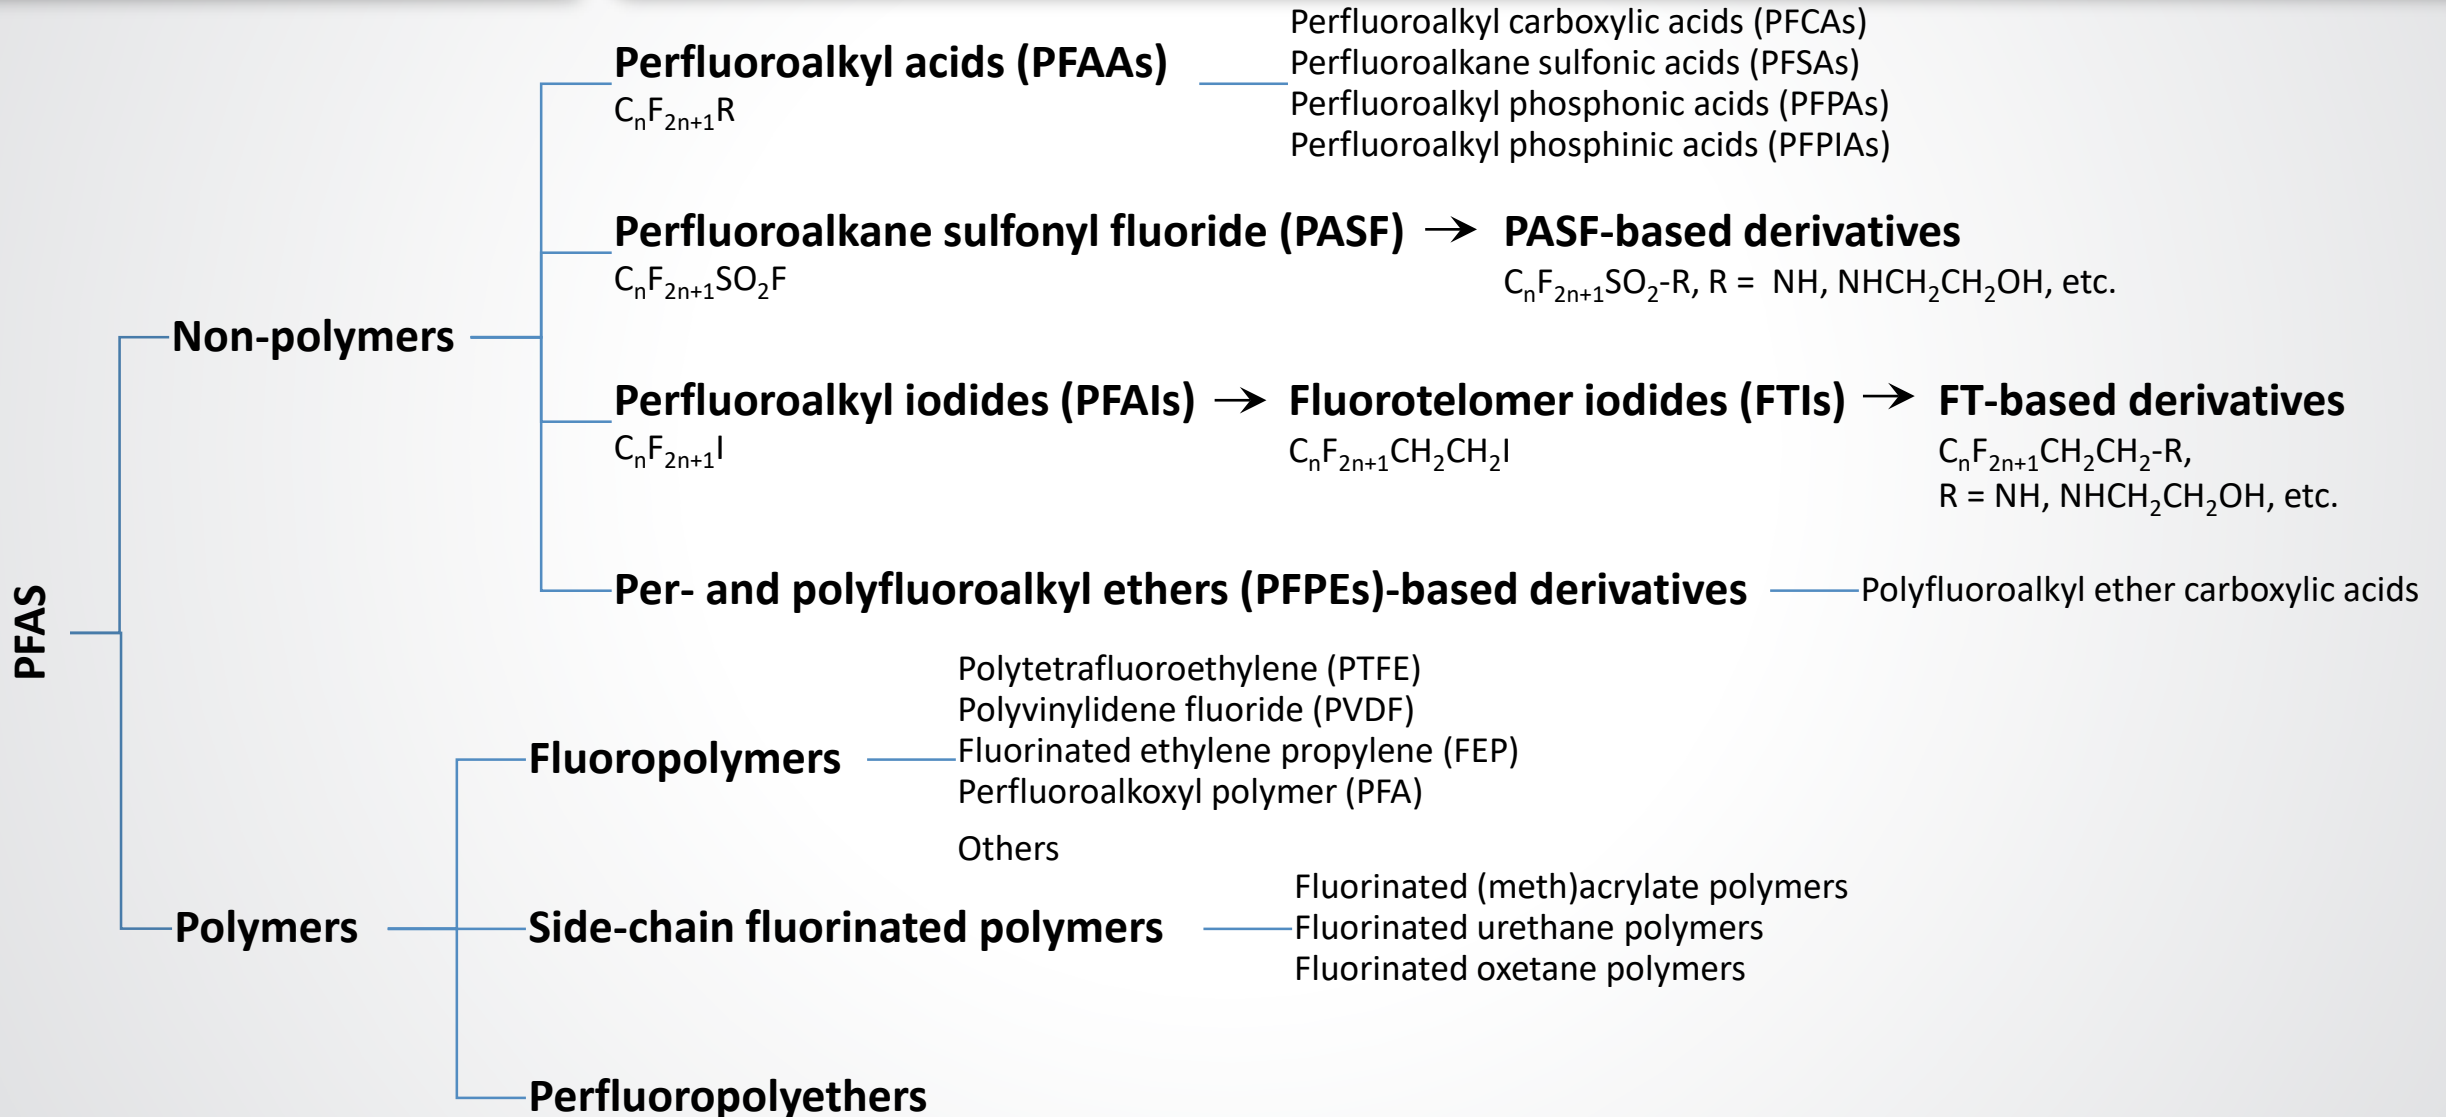 Perfluoroalkyl carboxylic acids (PFCAs)
Perfluoroalkyl acids (PFAAs)
Perfluoroalkane sulfonic acids (PFSAs)
CₙF₂ₙ₊₁R
Perfluoroalkyl phosphonic acids (PFPAs)
Perfluoroalkyl phosphinic acids (PFPIAs)
Perfluoroalkane sulfonyl fluoride (PASF) → PASF-based derivatives
CₙF₂ₙ₊₁SO₂F
CₙF₂ₙ₊₁SO₂-R, R = NH, NHCH₂CH₂OH, etc.
Non-polymers
Perfluoroalkyl iodides (PFAIs) → Fluorotelomer iodides (FTIs) → FT-based derivatives
CₙF₂ₙ₊₁I
CₙF₂ₙ₊₁CH₂CH₂I
CₙF₂ₙ₊₁CH₂CH₂-R,
R = NH, NHCH₂CH₂OH, etc.
Per- and polyfluoroalkyl ethers (PFPEs)-based derivatives
Polyfluoroalkyl ether carboxylic acids
PFAS
Polytetrafluoroethylene (PTFE)
Polyvinylidene fluoride (PVDF)
Fluoropolymers
Fluorinated ethylene propylene (FEP)
Perfluoroalkoxyl polymer (PFA)
Others
Fluorinated (meth)acrylate polymers
Polymers
Side-chain fluorinated polymers
Fluorinated urethane polymers
Fluorinated oxetane polymers
Perfluoropolyethers